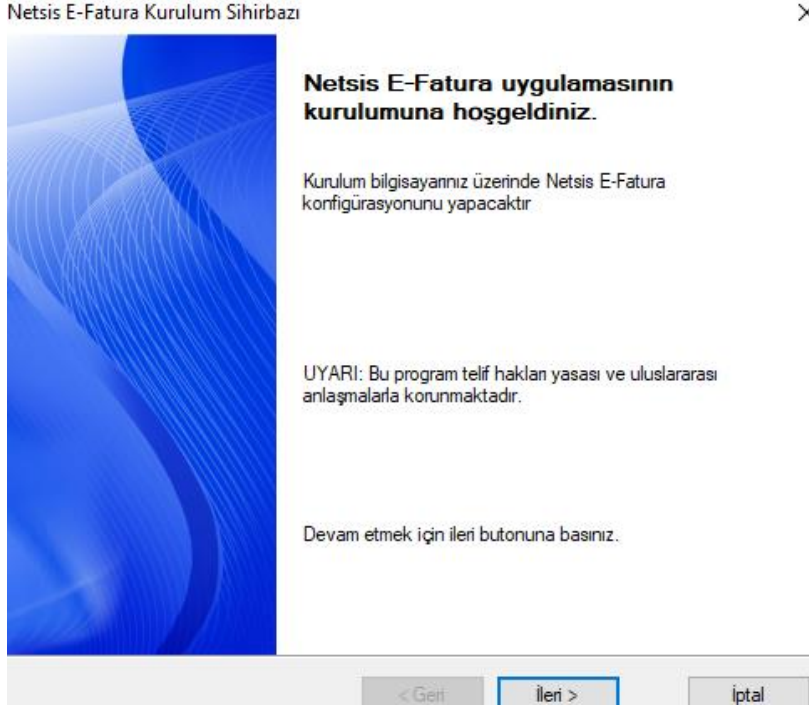 Netsis E-Fatura Kurulum Sihirbazı
Netsis E-Fatura uygulamasının
kurulumuna hoşgeldiniz.
Kurulum bilgisayarınız üzerinde Netsis E-Fatura
konfigürasyonunu yapacaktır
UYARI: Bu program telif hakları yasası ve uluslararası
anlaşmalarla korunmaktadır.
Devam etmek için ileri butonuna basınız.
< Geri İleri > İptal